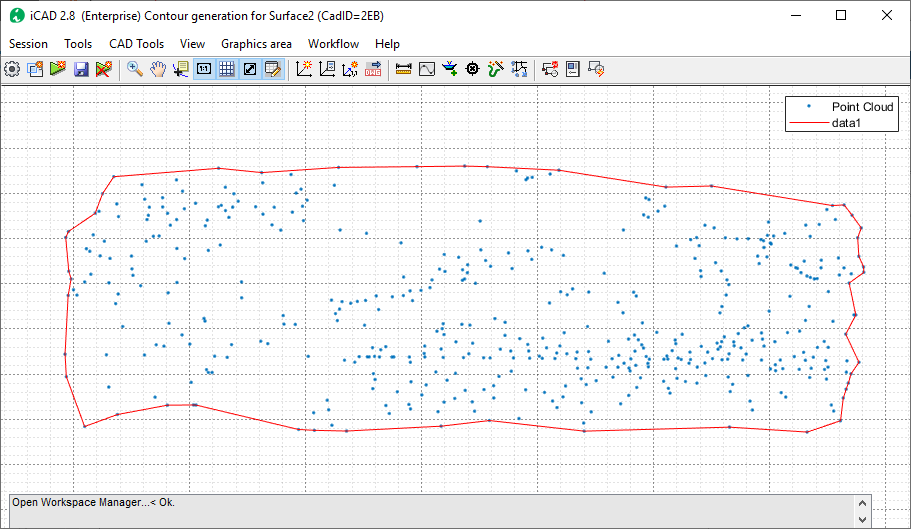 iCAD 2.8 (Enterprise) Contour generation for Surface2 (CadID=2EB)
Session Tools CAD Tools View Graphics area Workflow Help
Point Cloud
data1
Open Workspace Manager...< Ok.